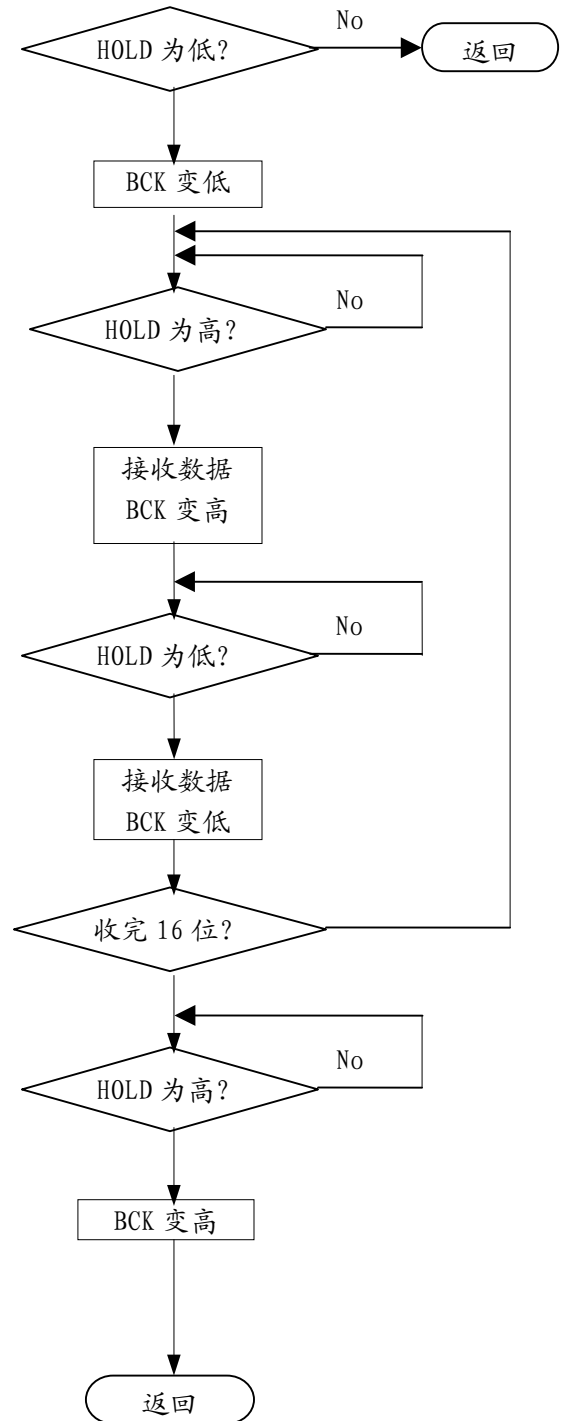 HOLD 为低?
No
返回
BCK 变低
HOLD 为高?
No
接收数据
BCK 变高
HOLD 为低?
No
接收数据
BCK 变低
收完 16 位?
HOLD 为高?
No
BCK 变高
返回